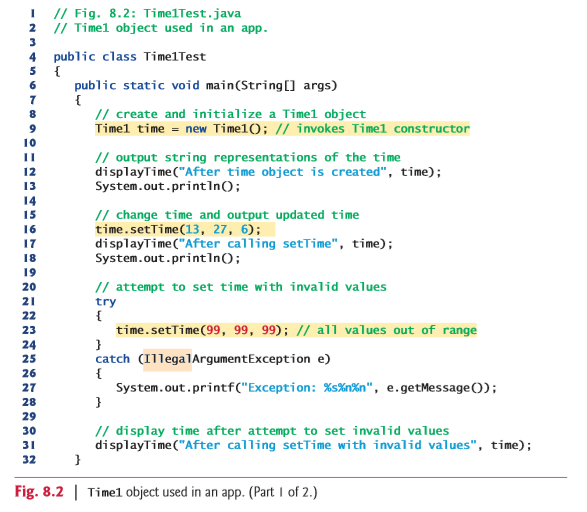 1 // Fig. 8.2: Time1Test.java
2 // Time1 object used in an app.
3
4 public class Time1Test
5 {
6 public static void main(String[] args)
7 {
8 // create and initialize a Time1 object
9 Time1 time = new Time1(); // invokes Time1 constructor
10
11 // output string representations of the time
12 displayTime("After time object is created", time);
13 System.out.println();
14
15 // change time and output updated time
16 time.setTime(13, 27, 6);
17 displayTime("After calling setTime", time);
18 System.out.println();
19
20 // attempt to set time with invalid values
21 try
22 {
23 time.setTime(99, 99, 99); // all values out of range
24 }
25 catch (IllegalArgumentException e)
26 {
27 System.out.printf("Exception: %s%n%n", e.getMessage());
28 }
29
30 // display time after attempt to set invalid values
31 displayTime("After calling setTime with invalid values", time);
32 }
Fig. 8.2 | Time1 object used in an app. (Part 1 of 2.)